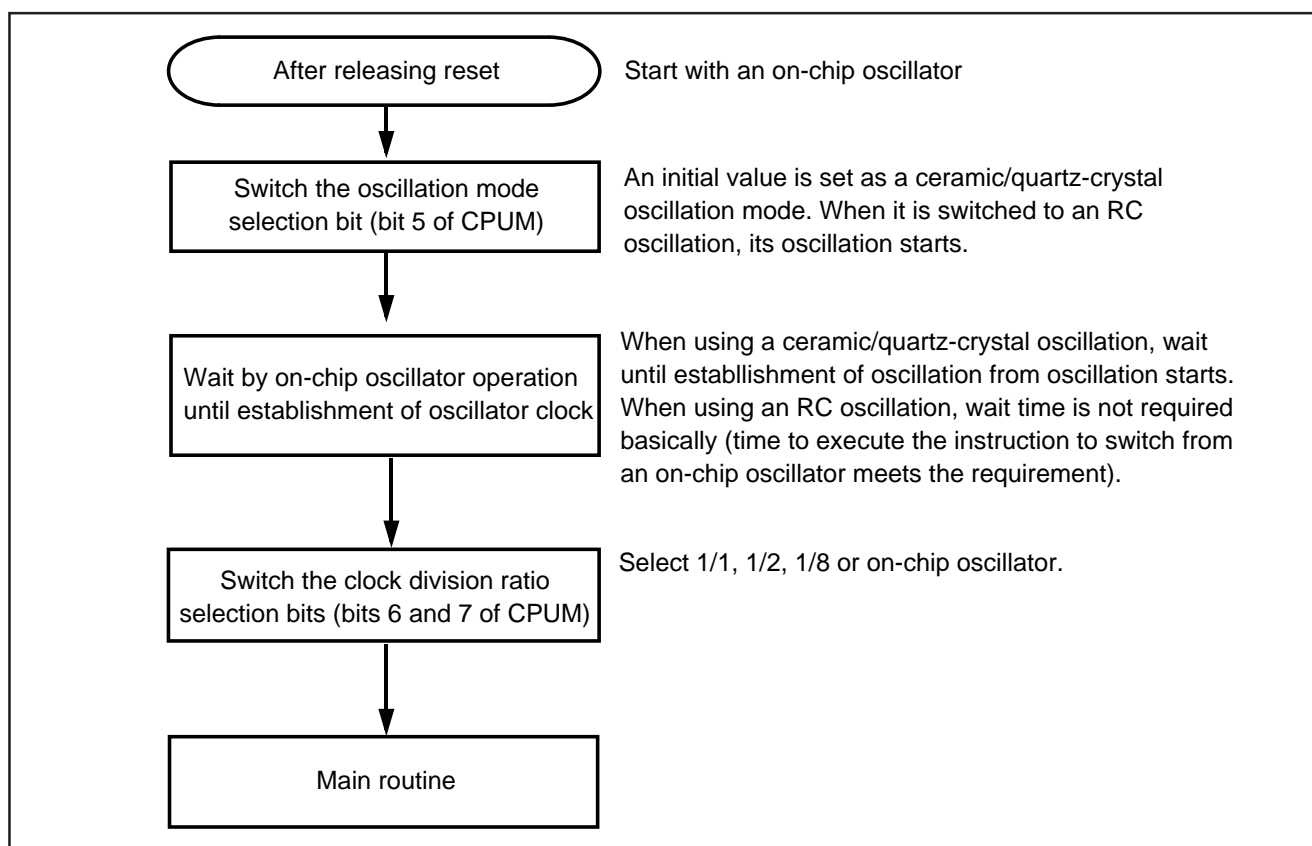 After releasing reset
Start with an on-chip oscillator
Switch the oscillation mode
selection bit (bit 5 of CPUM)
An initial value is set as a ceramic/quartz-crystal
oscillation mode. When it is switched to an RC
oscillation, its oscillation starts.
Wait by on-chip oscillator operation
until establishment of oscillator clock
When using a ceramic/quartz-crystal oscillation, wait
until establlishment of oscillation from oscillation starts.
When using an RC oscillation, wait time is not required
basically (time to execute the instruction to switch from
an on-chip oscillator meets the requirement).
Switch the clock division ratio
selection bits (bits 6 and 7 of CPUM)
Select 1/1, 1/2, 1/8 or on-chip oscillator.
Main routine